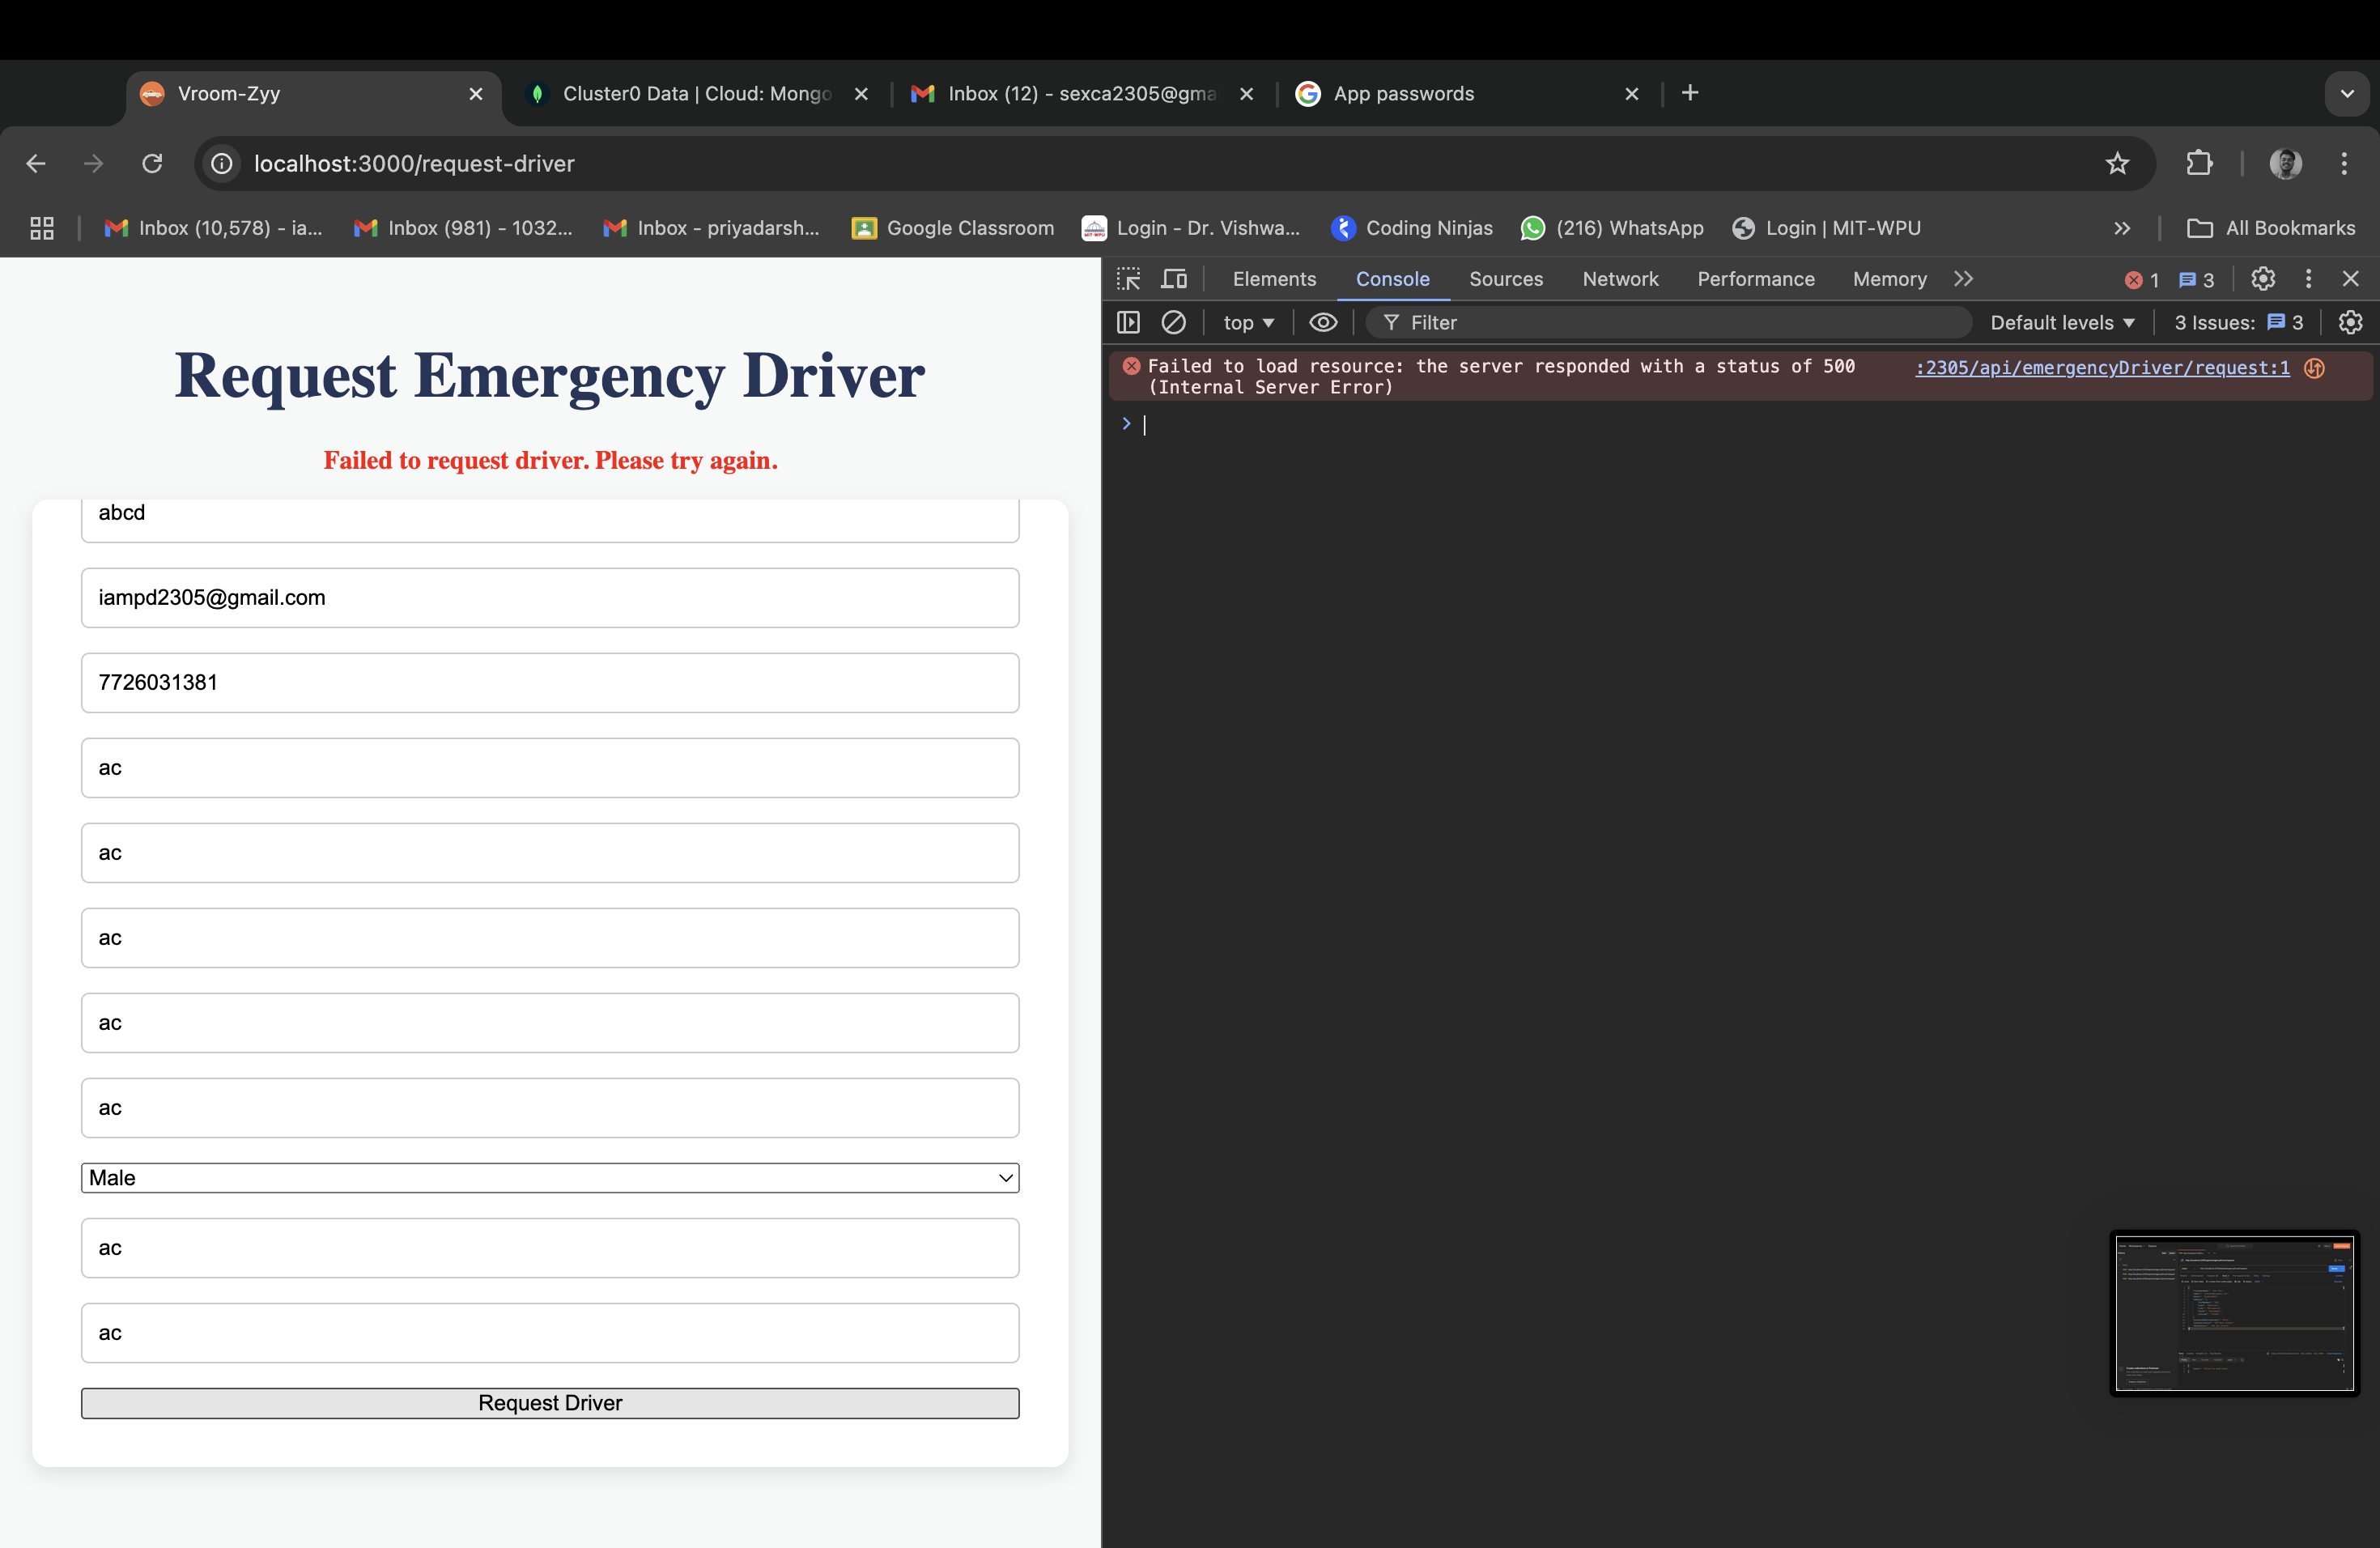 Vroom-Zyy
Cluster0 Data | Cloud: Mongo
Inbox (12) - sexca2305@gma
App passwords
localhost:3000/request-driver
Inbox (10,578) - ia...
Inbox (981) - 1032...
Inbox - priyadarsh...
Google Classroom
Login - Dr. Vishwa...
Coding Ninjas
(216) WhatsApp
Login | MIT-WPU
All Bookmarks
Elements
Console
Sources
Network
Performance
Memory
1
3
top
Filter
Default levels
3 Issues:
3
Failed to load resource: the server responded with a status of 500
(Internal Server Error)
:2305/api/emergencyDriver/request:1
Request Emergency Driver
Failed to request driver. Please try again.
abcd
iampd2305@gmail.com
7726031381
ac
ac
ac
ac
ac
Male
ac
ac
Request Driver